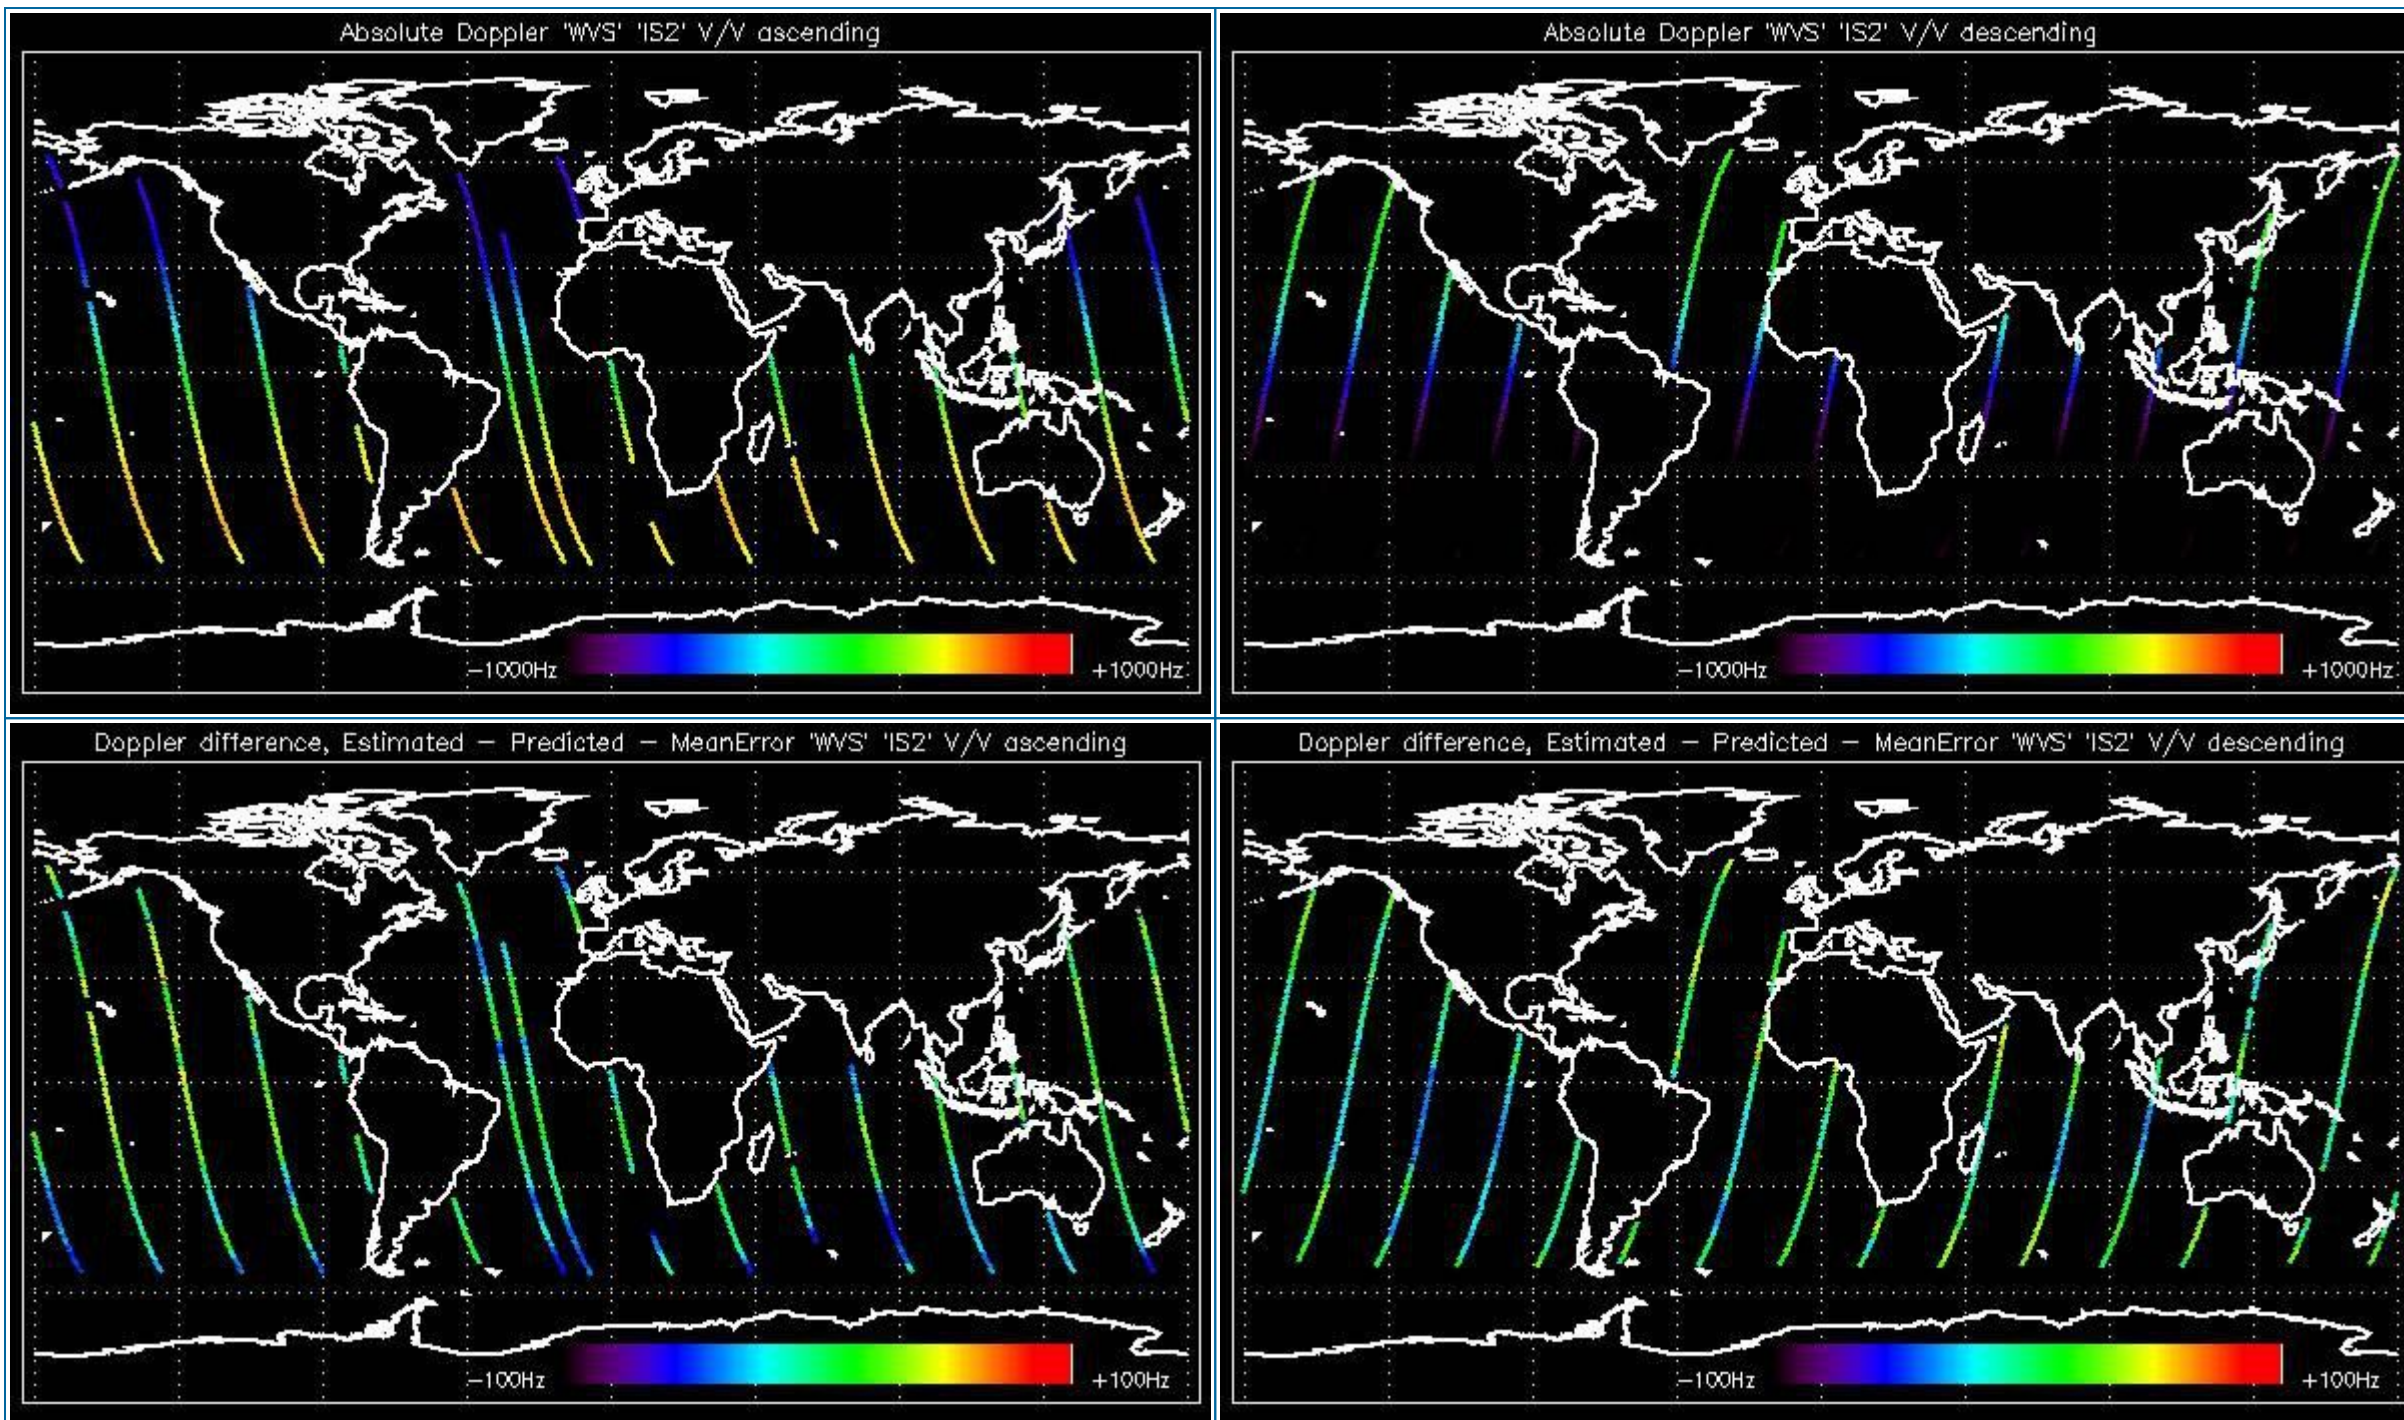 Absolute Doppler 'WVS' 'IS2' V/V ascending
-1000Hz
+1000Hz
Absolute Doppler 'WVS' 'IS2' V/V descending
-1000Hz
+1000Hz
Doppler difference, Estimated - Predicted - MeanError 'WVS' 'IS2' V/V ascending
-100Hz
+100Hz
Doppler difference, Estimated - Predicted - MeanError 'WVS' 'IS2' V/V descending
-100Hz
+100Hz